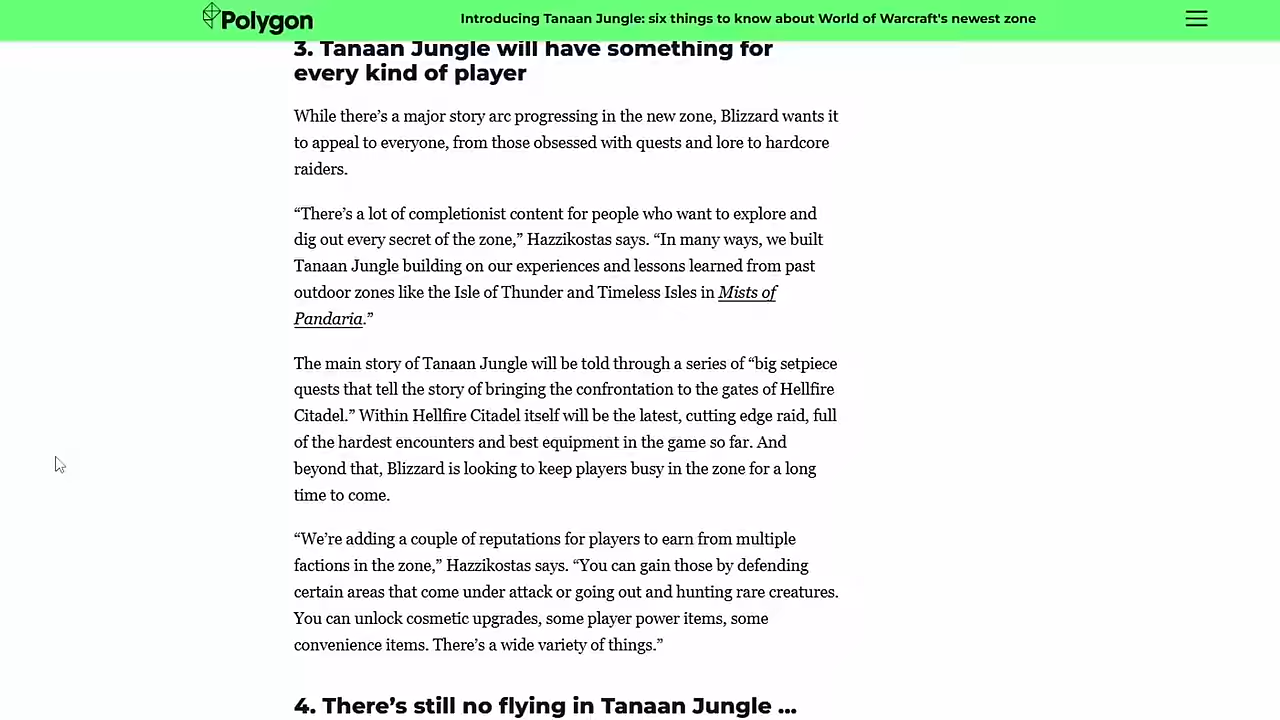 Polygon
Introducing Tanaan Jungle: six things to know about World of Warcraft's newest zone
3. Tanaan Jungle will have something for
every kind of player
While there’s a major story arc progressing in the new zone, Blizzard wants it
to appeal to everyone, from those obsessed with quests and lore to hardcore
raiders.
“There’s a lot of completionist content for people who want to explore and
dig out every secret of the zone,” Hazzikostas says. “In many ways, we built
Tanaan Jungle building on our experiences and lessons learned from past
outdoor zones like the Isle of Thunder and Timeless Isles in Mists of
Pandaria.”
The main story of Tanaan Jungle will be told through a series of “big setpiece
quests that tell the story of bringing the confrontation to the gates of Hellfire
Citadel.” Within Hellfire Citadel itself will be the latest, cutting edge raid, full
of the hardest encounters and best equipment in the game so far. And
beyond that, Blizzard is looking to keep players busy in the zone for a long
time to come.
“We’re adding a couple of reputations for players to earn from multiple
factions in the zone,” Hazzikostas says. “You can gain those by defending
certain areas that come under attack or going out and hunting rare creatures.
You can unlock cosmetic upgrades, some player power items, some
convenience items. There’s a wide variety of things.”
4. There’s still no flying in Tanaan Jungle ...